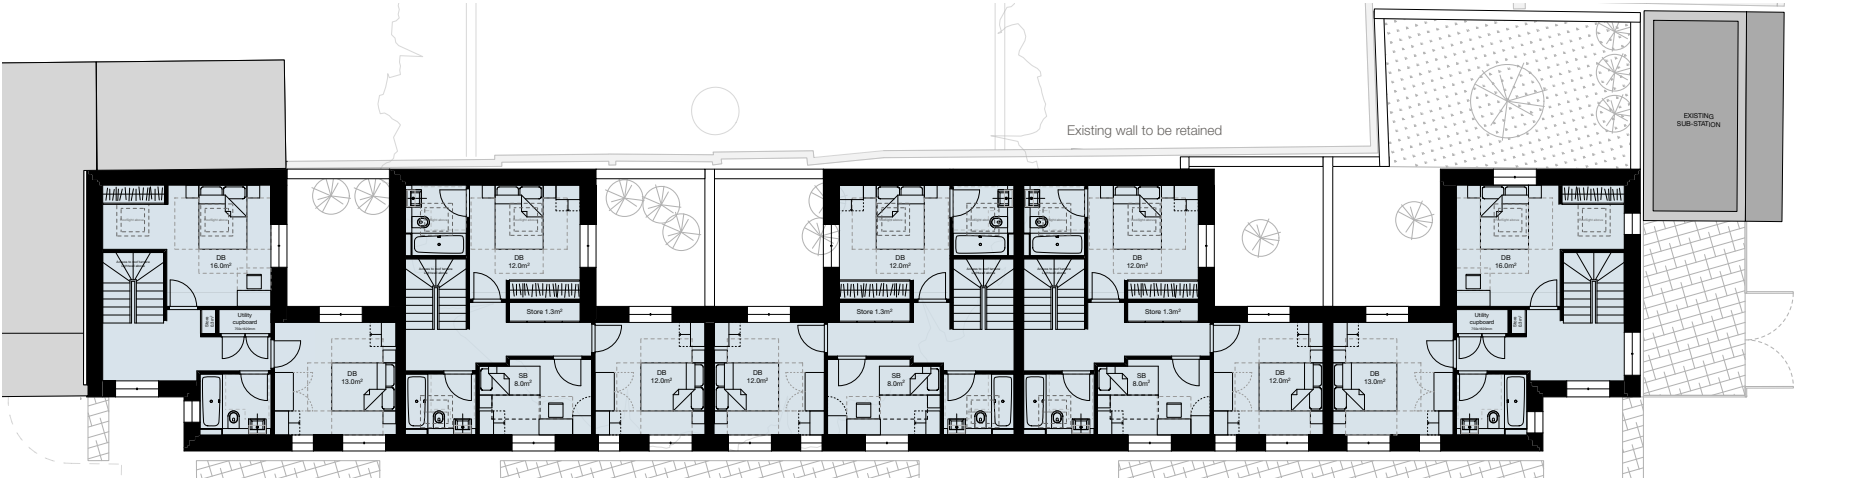 Existing wall to be retained
EXISTING
SUB-STATION
DB
16.0m²
Utility
cupboard
Store
DB
13.0m²
DB
12.0m²
Store 1.3m²
SB
8.0m²
DB
12.0m²
DB
12.0m²
DB
12.0m²
Store 1.3m²
SB
8.0m²
DB
12.0m²
Store 1.3m²
SB
8.0m²
DB
12.0m²
DB
13.0m²
DB
16.0m²
Utility
cupboard
Store